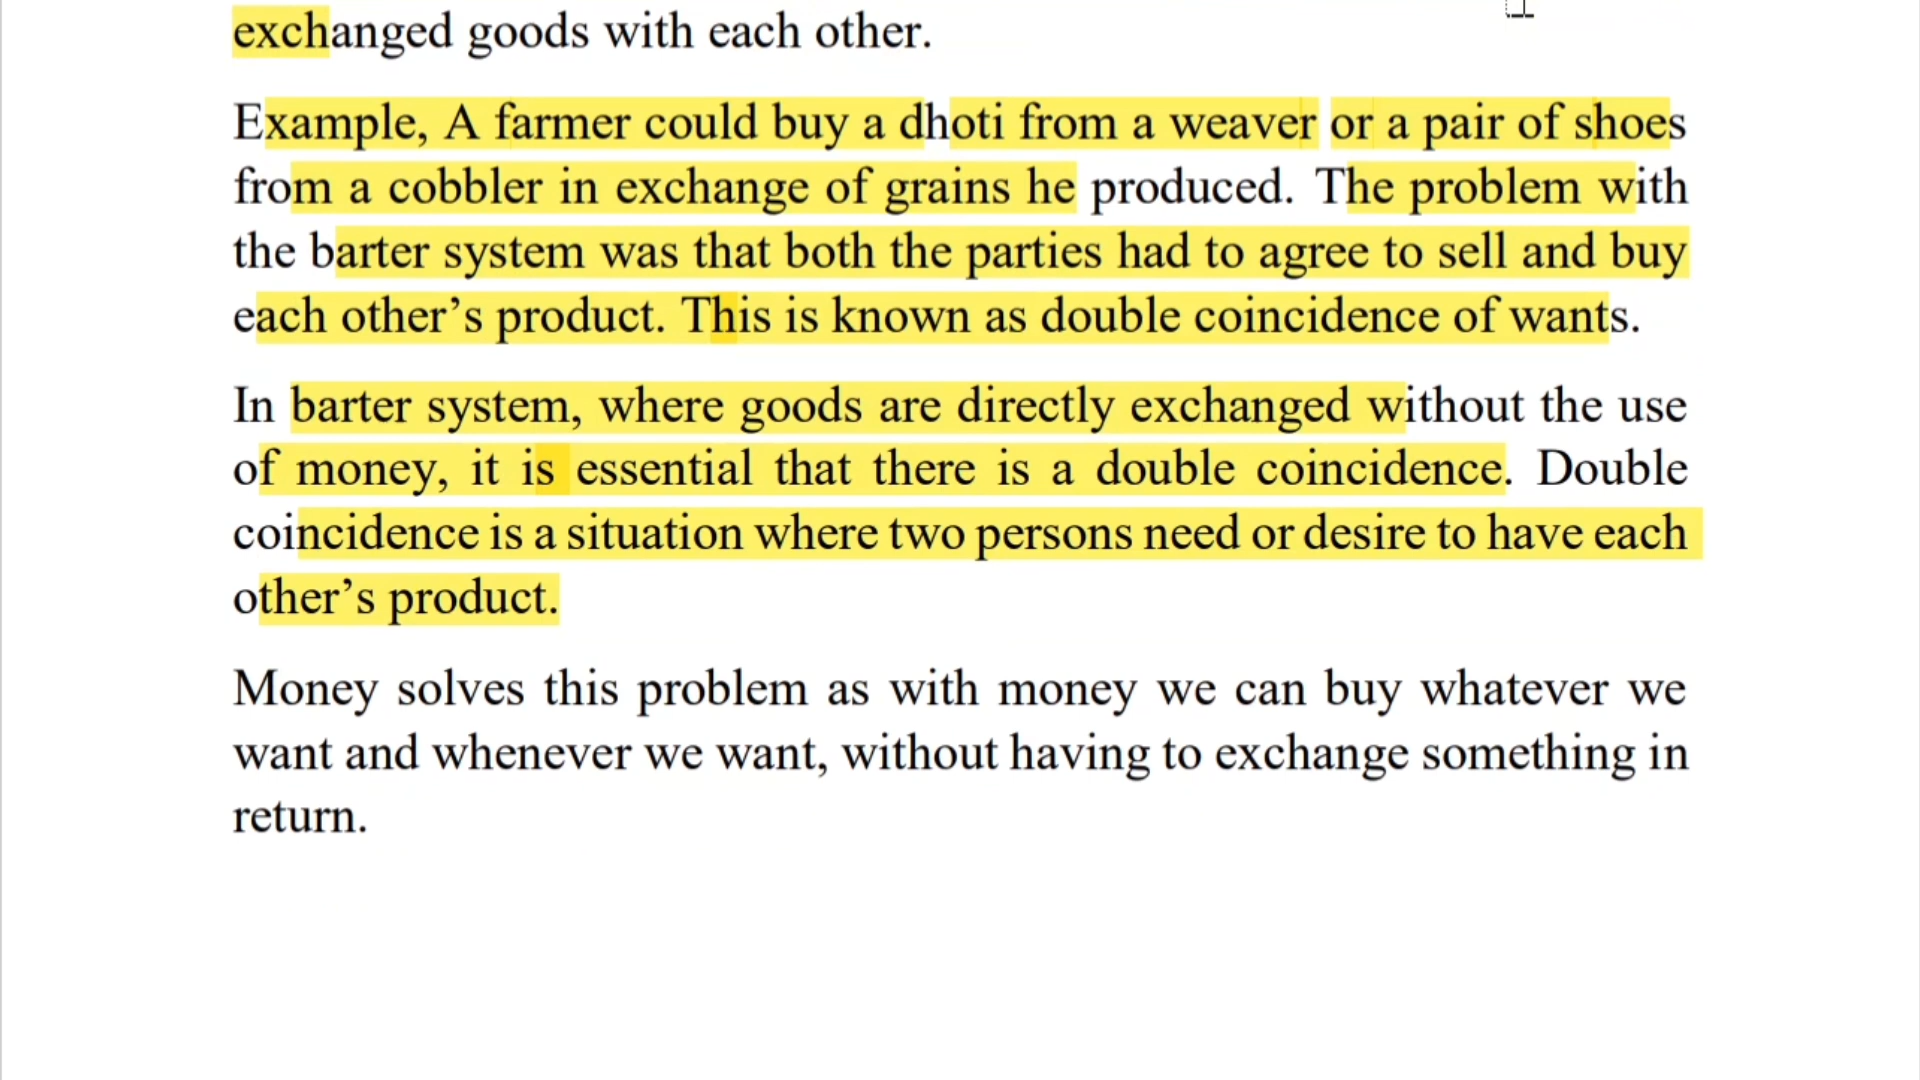 exchanged goods with each other.
Example, A farmer could buy a dhoti from a weaver or a pair of shoes
from a cobbler in exchange of grains he produced. The problem with
the barter system was that both the parties had to agree to sell and buy
each other’s product. This is known as double coincidence of wants.
In barter system, where goods are directly exchanged without the use
of money, it is essential that there is a double coincidence. Double
coincidence is a situation where two persons need or desire to have each
other’s product.
Money solves this problem as with money we can buy whatever we
want and whenever we want, without having to exchange something in
return.